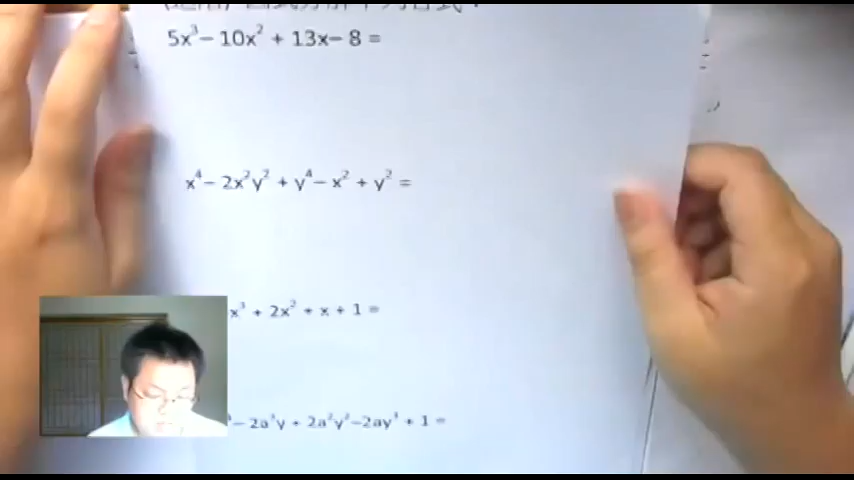 5x³− 10x² + 13x− 8 =
x⁴− 2x²y² + y⁴− x² + y² =
x³ + 2x² + x + 1 =
− 2a³y + 2a²y²−2ay³ + 1 =